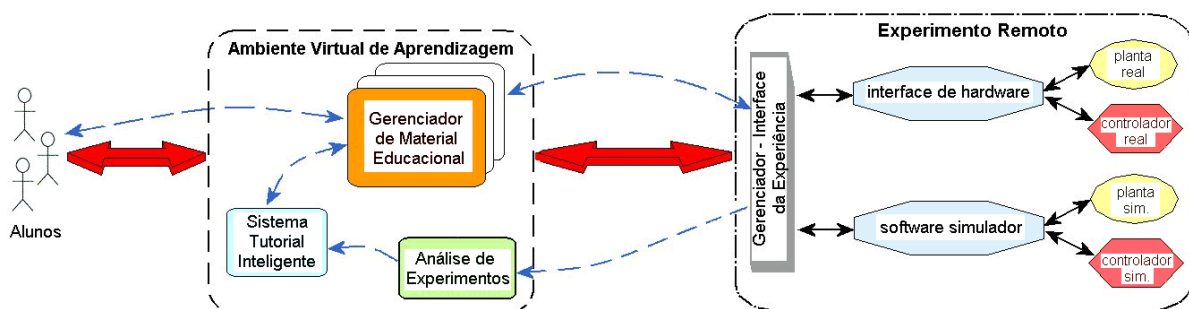 Alunos
Ambiente Virtual de Aprendizagem
Gerenciador
de Material
Educacional
Sistema
Tutorial
Inteligente
Análise de
Experimentos
Experimento Remoto
Gerenciador - Interface
da Experiência
interface de hardware
planta
real
controlador
real
software simulador
planta
sim.
controlador
sim.